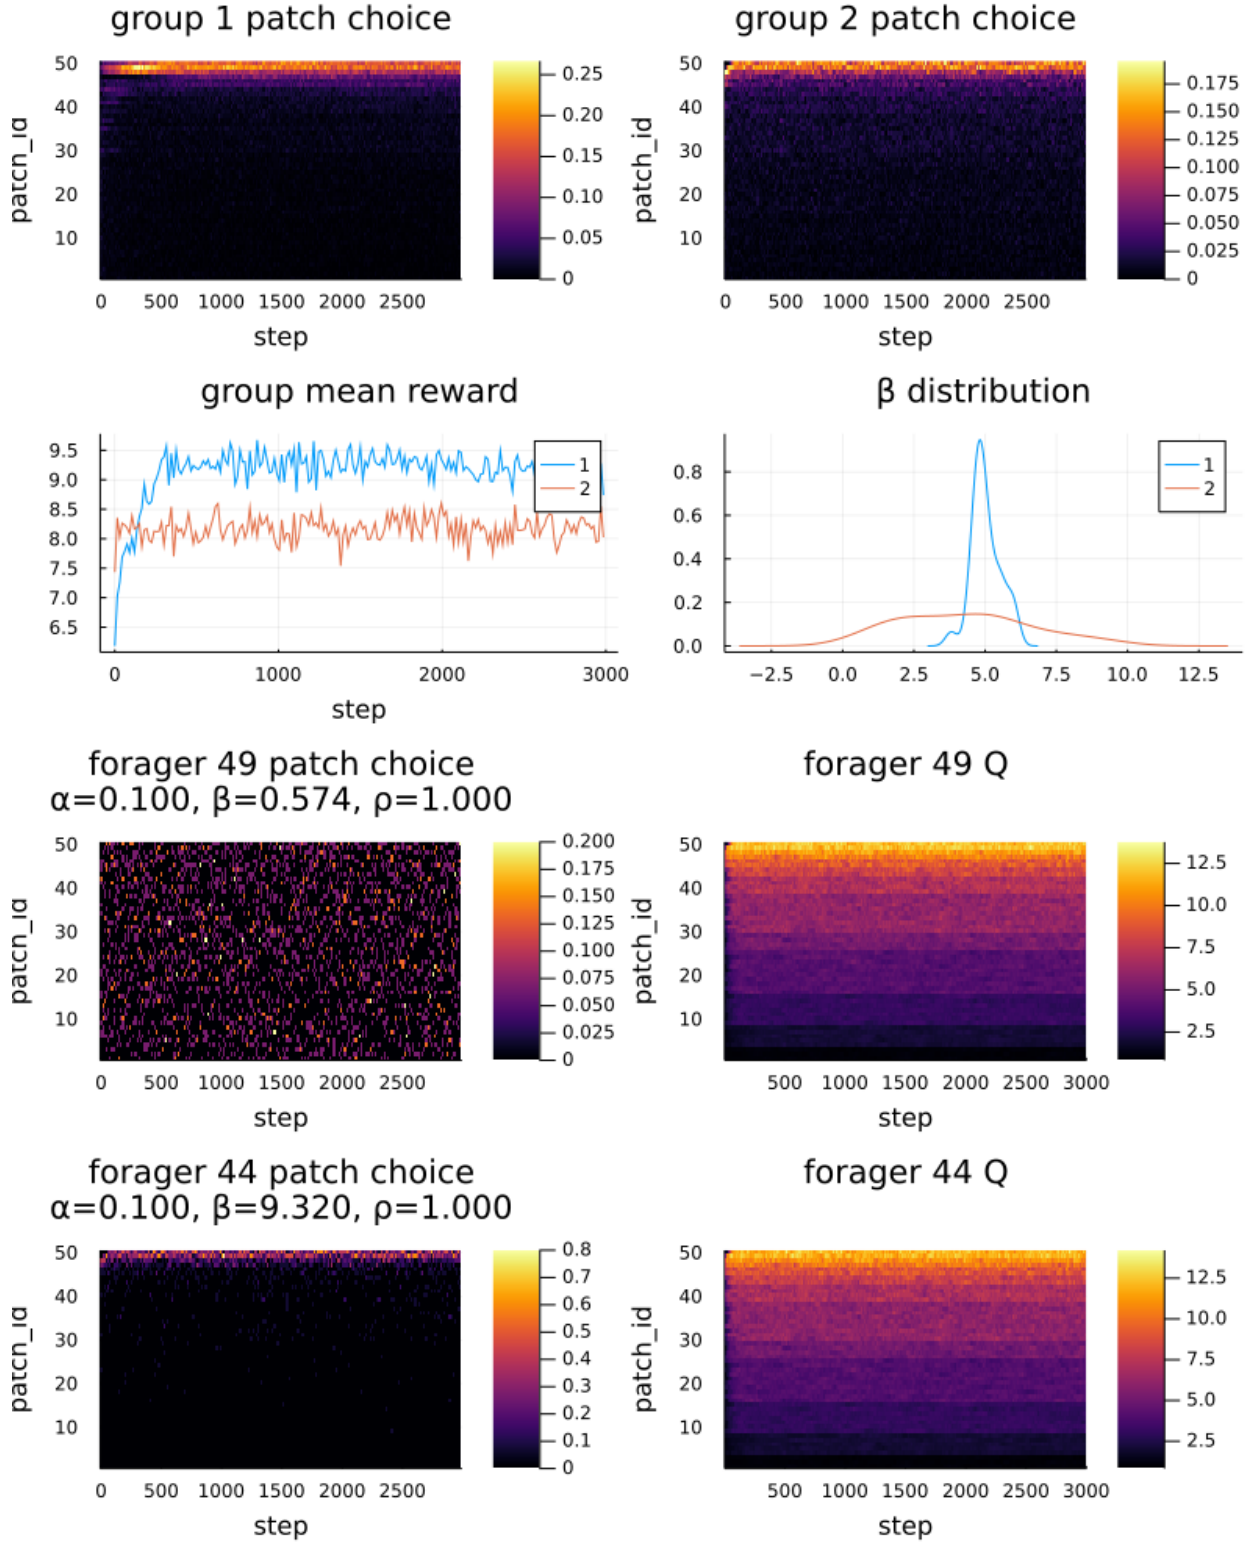 group 1 patch choice
group 2 patch choice
patch_id
50
40
30
20
10
0 500 1000 1500 2000 2500
step
0.25
0.20
0.15
0.10
0.05
0
patch_id
50
40
30
20
10
0 500 1000 1500 2000 2500
step
0.175
0.150
0.125
0.100
0.075
0.050
0.025
0
group mean reward
9.5
9.0
8.5
8.0
7.5
7.0
6.5
0 1000 2000 3000
step
1
2
β distribution
0.8
0.6
0.4
0.2
0.0
−2.5 0.0 2.5 5.0 7.5 10.0 12.5
1
2
forager 49 patch choice
α=0.100, β=0.574, ρ=1.000
patch_id
50
40
30
20
10
0 500 1000 1500 2000 2500
step
0.200
0.175
0.150
0.125
0.100
0.075
0.050
0.025
0
forager 49 Q
patch_id
50
40
30
20
10
500 1000 1500 2000 2500 3000
step
12.5
10.0
7.5
5.0
2.5
forager 44 patch choice
α=0.100, β=9.320, ρ=1.000
patch_id
50
40
30
20
10
0 500 1000 1500 2000 2500
step
0.8
0.7
0.6
0.5
0.4
0.3
0.2
0.1
0
forager 44 Q
patch_id
50
40
30
20
10
500 1000 1500 2000 2500 3000
step
12.5
10.0
7.5
5.0
2.5